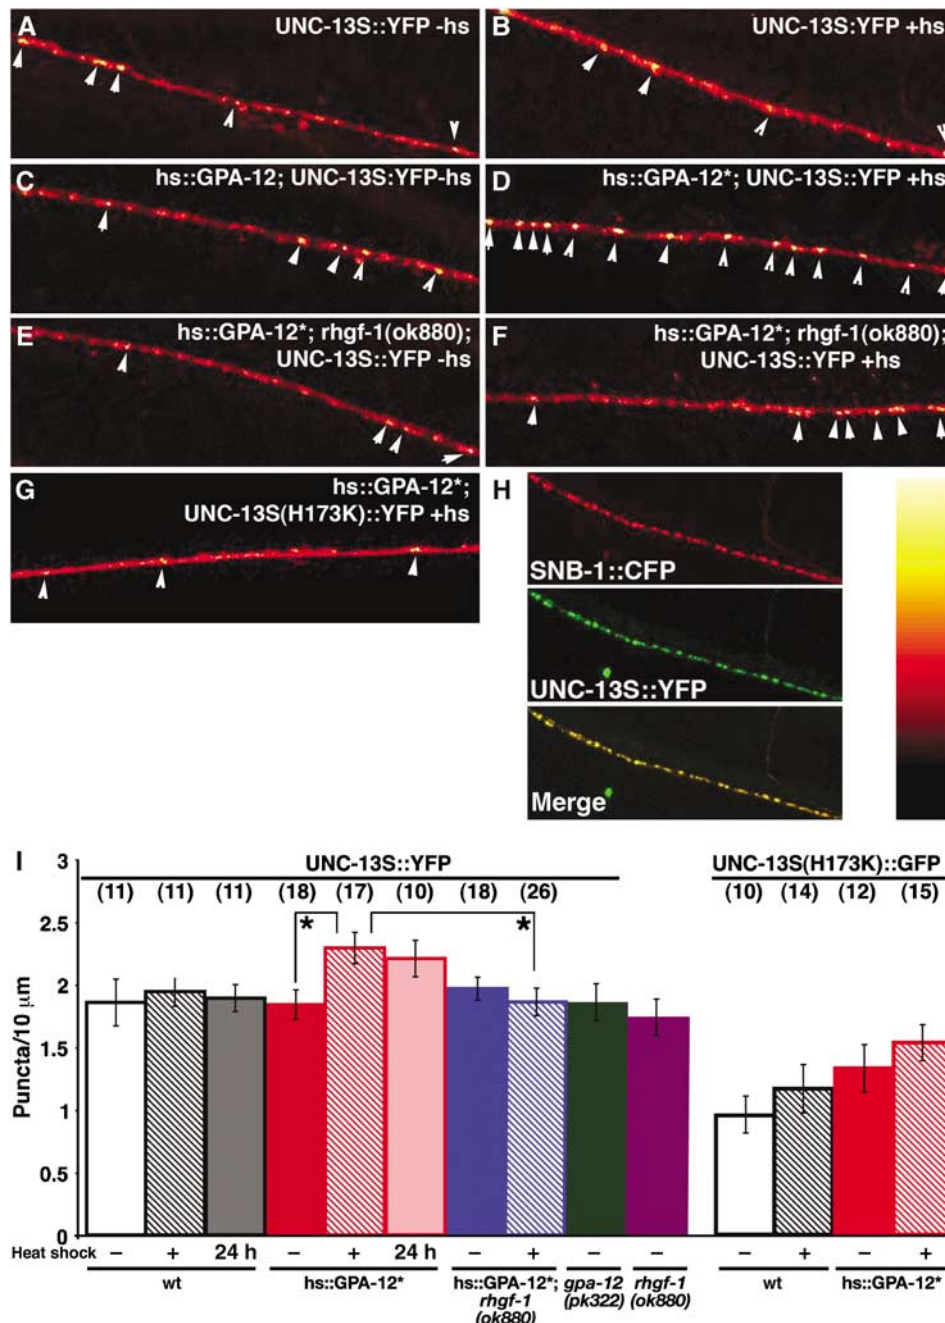 A UNC-13S::YFP -hs
B UNC-13S:YFP +hs
C hs::GPA-12; UNC-13S:YFP-hs
D hs::GPA-12*; UNC-13S:YFP +hs
E hs::GPA-12*; rhgf-1(ok880);
UNC-13S::YFP -hs
F hs::GPA-12*; rhgf-1(ok880);
UNC-13S::YFP +hs
G hs::GPA-12*;
UNC-13S(H173K)::YFP +hs
H
SNB-1::CFP
UNC-13S::YFP
Merge
I
UNC-13S::YFP UNC-13S(H173K)::GFP
(11) (11) (11) (18) (17) (10) (18) (26) (10) (14) (12) (15)
* *
Puncta/10 μm
3
2.5
2
1.5
1
0.5
0
Heat shock – + 24 h – + 24 h – + – – – + – +
wt hs::GPA-12* hs::GPA-12*; gpa-12 rhgf-1 wt hs::GPA-12*
rhgf-1 (pk322) (ok880)
(ok880)